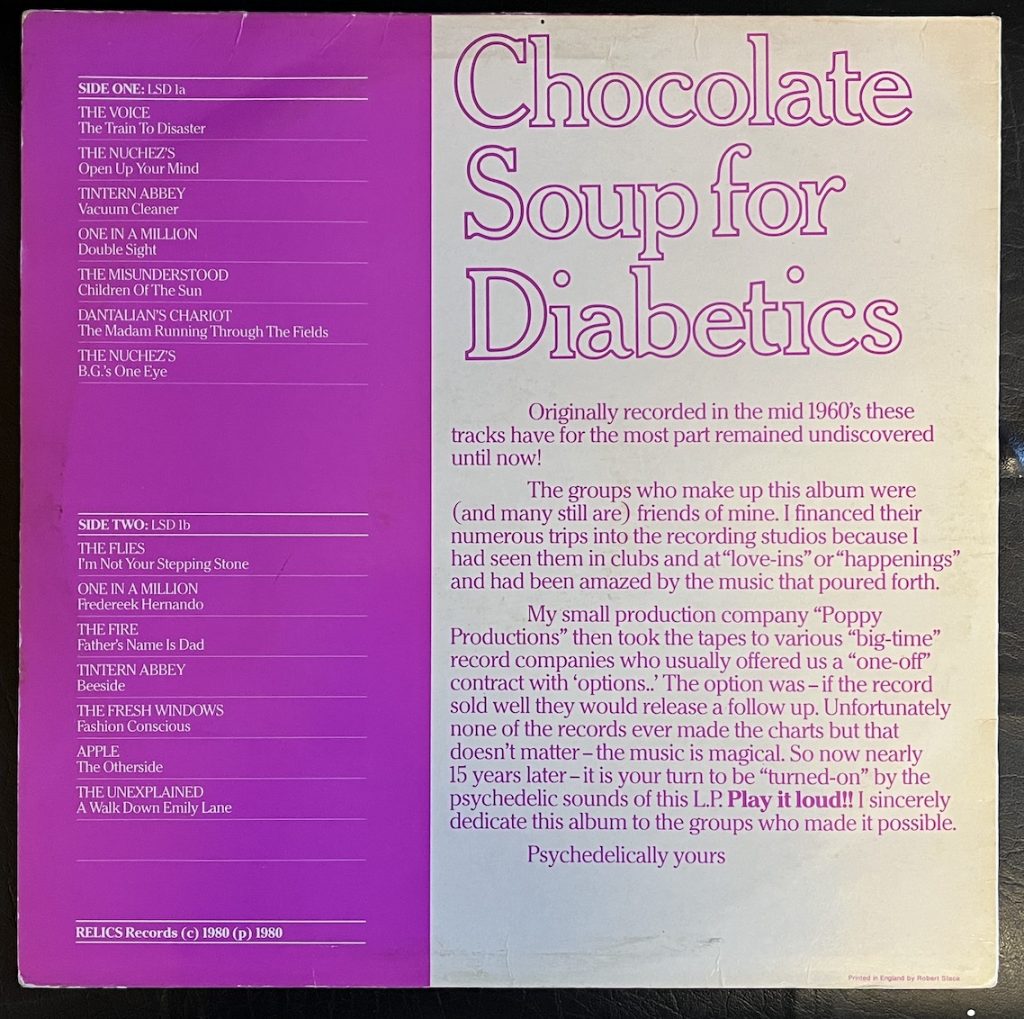 SIDE ONE: LSD 1a
THE VOICE
The Train To Disaster
THE NUCHEZ'S
Open Up Your Mind
TINTERN ABBEY
Vacuum Cleaner
ONE IN A MILLION
Double Sight
THE MISUNDERSTOOD
Children Of The Sun
DANTALIAN'S CHARIOT
The Madam Running Through The Fields
THE NUCHEZ'S
B.G.'s One Eye
SIDE TWO: LSD 1b
THE FLIES
I'm Not Your Stepping Stone
ONE IN A MILLION
Fredereek Hernando
THE FIRE
Father's Name Is Dad
TINTERN ABBEY
Beeside
THE FRESH WINDOWS
Fashion Conscious
APPLE
The Otherside
THE UNEXPLAINED
A Walk Down Emily Lane
RELICS Records (c) 1980 (p) 1980
Chocolate
Soup for
Diabetics
Originally recorded in the mid 1960's these
tracks have for the most part remained undiscovered
until now!
The groups who make up this album were
(and many still are) friends of mine. I financed their
numerous trips into the recording studios because I
had seen them in clubs and at "love-ins" or "happenings"
and had been amazed by the music that poured forth.
My small production company "Poppy
Productions" then took the tapes to various "big-time"
record companies who usually offered us a "one-off"
contract with 'options..' The option was – if the record
sold well they would release a follow up. Unfortunately
none of the records ever made the charts but that
doesn't matter – the music is magical. So now nearly
15 years later – it is your turn to be "turned-on" by the
psychedelic sounds of this L.P. Play it loud!! I sincerely
dedicate this album to the groups who made it possible.
Psychedelically yours
Printed in England by Robert Stace